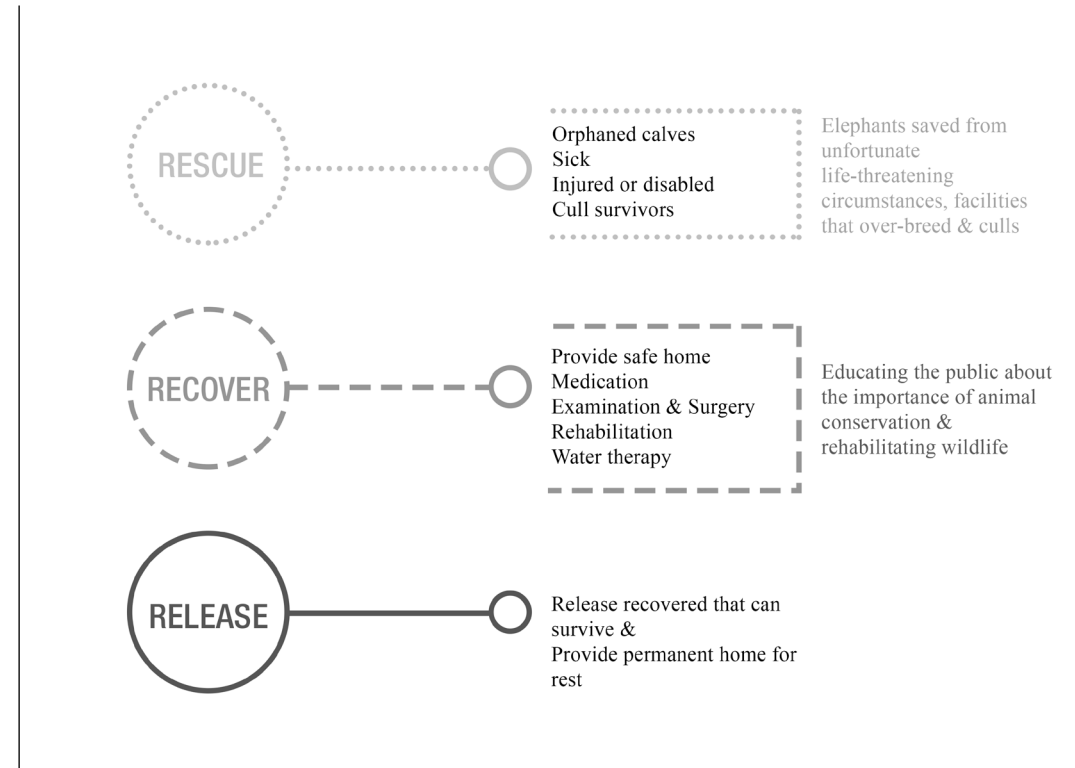 RESCUE
Orphaned calves
Sick
Injured or disabled
Cull survivors
Elephants saved from
unfortunate
life-threatening
circumstances, facilities
that over-breed & culls
RECOVER
Provide safe home
Medication
Examination & Surgery
Rehabilitation
Water therapy
Educating the public about
the importance of animal
conservation &
rehabilitating wildlife
RELEASE
Release recovered that can
survive &
Provide permanent home for
rest